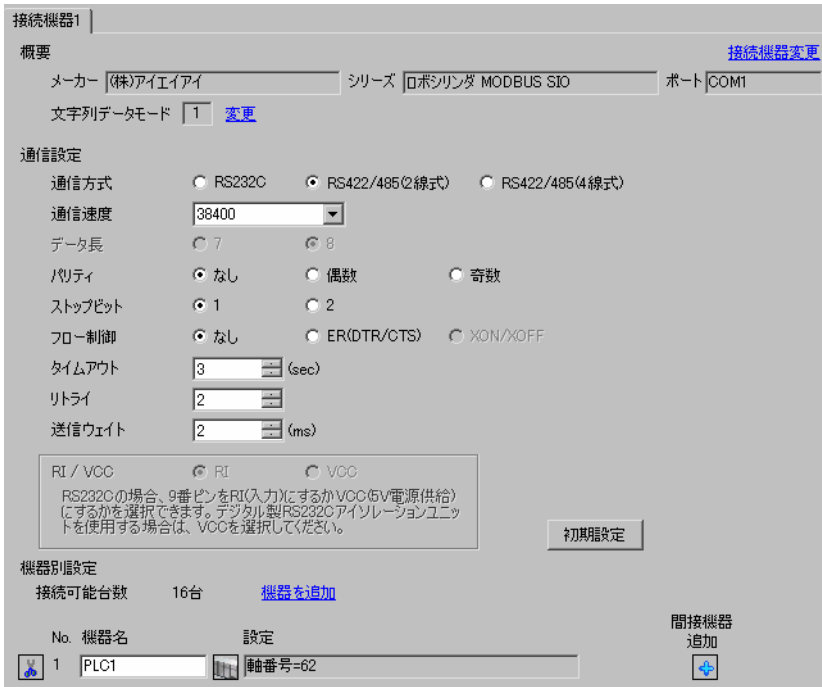 接続機器1
概要
接続機器変更
メーカー (株)アイエイアイ シリーズ ロボシリンダ MODBUS SIO ポート COM1
文字列データモード 1 変更
通信設定
通信方式 RS232C RS422/485(2線式) RS422/485(4線式)
通信速度 38400
データ長 7 8
パリティ なし 偶数 奇数
ストップビット 1 2
フロー制御 なし ER(DTR/CTS) XON/XOFF
タイムアウト 3 (sec)
リトライ 2
送信ウェイト 2 (ms)
RI / VCC RI VCC
RS232Cの場合、9番ピンをRI(入力)にするかVCC(5V電源供給)
にするかを選択できます。デジタル製RS232Cアイソレーションユニッ
トを使用する場合は、VCCを選択してください。
初期設定
機器別設定
接続可能台数 16台 機器を追加
間接機器
追加
No. 機器名 設定
1 PLC1 軸番号=62